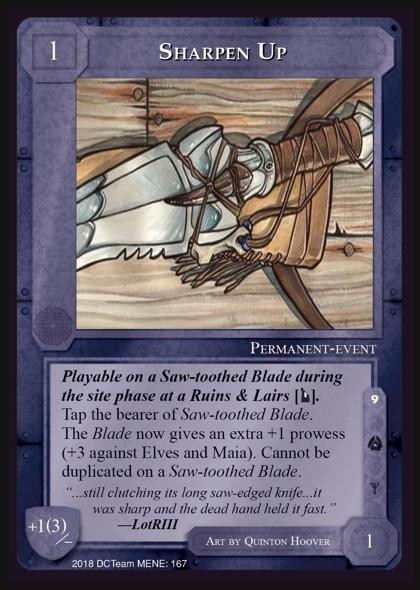 1
SHARPEN UP
PERMANENT-EVENT
Playable on a Saw-toothed Blade during
the site phase at a Ruins & Lairs [].
Tap the bearer of Saw-toothed Blade.
The Blade now gives an extra +1 prowess
(+3 against Elves and Maia). Cannot be
duplicated on a Saw-toothed Blade.
"...still clutching its long saw-edged knife...it
was sharp and the dead hand held it fast."
—LotRIII
9
+1(3)
/–
ART BY QUINTON HOOVER
1
2018 DCTeam MENE: 167